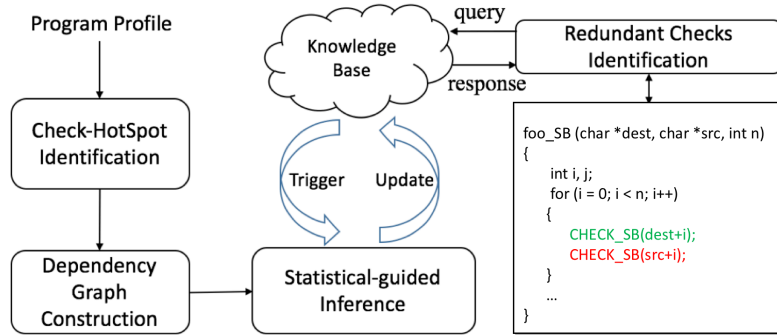 Program Profile
Check-HotSpot
Identification
Dependency
Graph
Construction
Statistical-guided
Inference
Trigger
Update
Knowledge
Base
query
response
Redundant Checks
Identification
foo_SB (char *dest, char *src, int n)
{
int i, j;
for (i = 0; i < n; i++)
{
CHECK_SB(dest+i);
CHECK_SB(src+i);
}
...
}